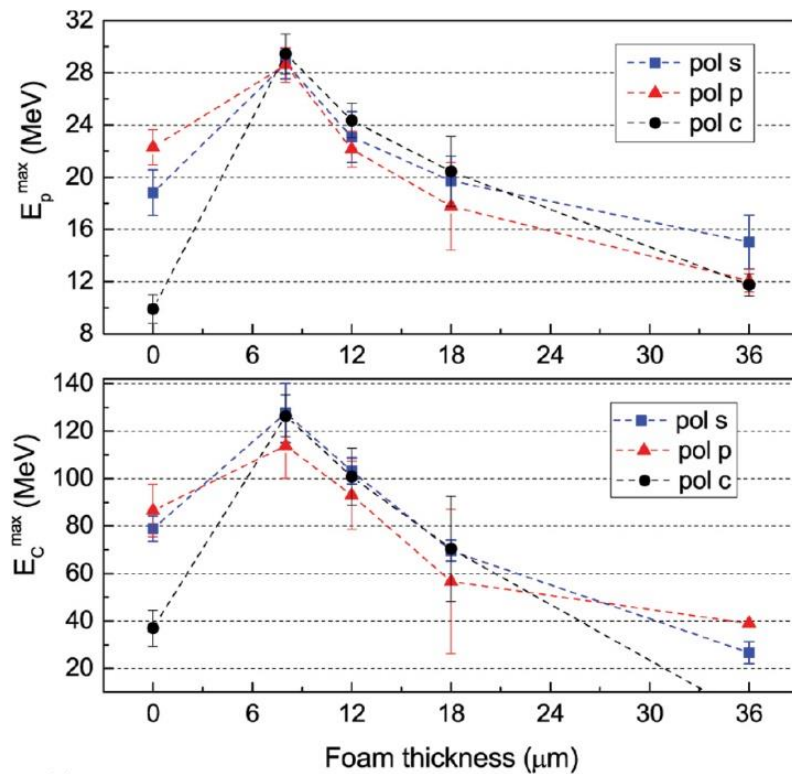 32
28
24
20
16
12
8
E_p^max (MeV)
pol s
pol p
pol c
0 6 12 18 24 30 36
140
120
100
80
60
40
20
E_C^max (MeV)
pol s
pol p
pol c
0 6 12 18 24 30 36
Foam thickness (μm)